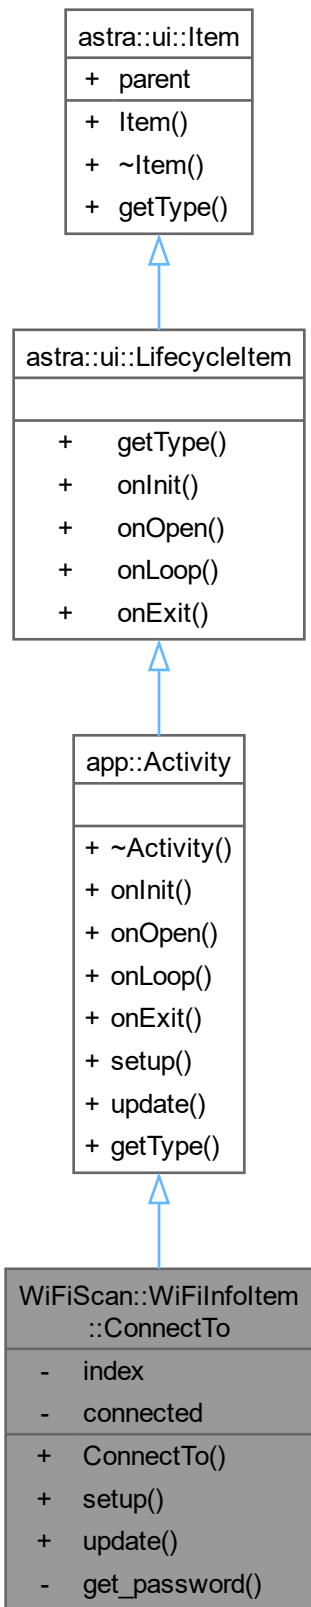 astra::ui::Item
+ parent
+ Item()
+ ~Item()
+ getType()
astra::ui::LifecycleItem
+ getType()
+ onInit()
+ onOpen()
+ onLoop()
+ onExit()
app::Activity
+ ~Activity()
+ onInit()
+ onOpen()
+ onLoop()
+ onExit()
+ setup()
+ update()
+ getType()
WiFiScan::WiFiInfoItem
::ConnectTo
- index
- connected
+ ConnectTo()
+ setup()
+ update()
- get_password()